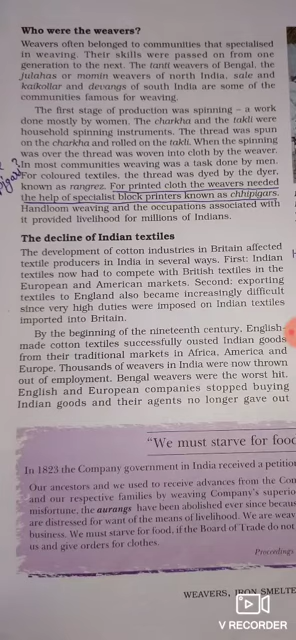 Who were the weavers?
Weavers often belonged to communities that specialised
in weaving. Their skills were passed on from one
generation to the next. The tanti weavers of Bengal, the
julahas or momin weavers of north India, sale and
kaikollar and devangs of south India are some of the
communities famous for weaving.
The first stage of production was spinning – a work
done mostly by women. The charkha and the takli were
household spinning instruments. The thread was spun
on the charkha and rolled on the takli. When the spinning
was over the thread was woven into cloth by the weaver.
In most communities weaving was a task done by men.
For coloured textiles, the thread was dyed by the dyer,
known as rangrez. For printed cloth the weavers needed
the help of specialist block printers known as chhipigars.
Handloom weaving and the occupations associated with
it provided livelihood for millions of Indians.
The decline of Indian textiles
The development of cotton industries in Britain affected
textile producers in India in several ways. First: Indian
textiles now had to compete with British textiles in the
European and American markets. Second: exporting
textiles to England also became increasingly difficult
since very high duties were imposed on Indian textiles
imported into Britain.
By the beginning of the nineteenth century, English-
made cotton textiles successfully ousted Indian goods
from their traditional markets in Africa, America and
Europe. Thousands of weavers in India were now thrown
out of employment. Bengal weavers were the worst hit.
English and European companies stopped buying
Indian goods and their agents no longer gave out
"We must starve for food
In 1823 the Company government in India received a petitio
Our ancestors and we used to receive advances from the Com
and our respective families by weaving Company's superio
misfortune, the aurangs have been abolished ever since becaus
are distressed for want of the means of livelihood. We are weav
business. We must starve for food, if the Board of Trade do not
us and give orders for clothes.
Proceedings
WEAVERS, IRON SMELTE
V RECORDER